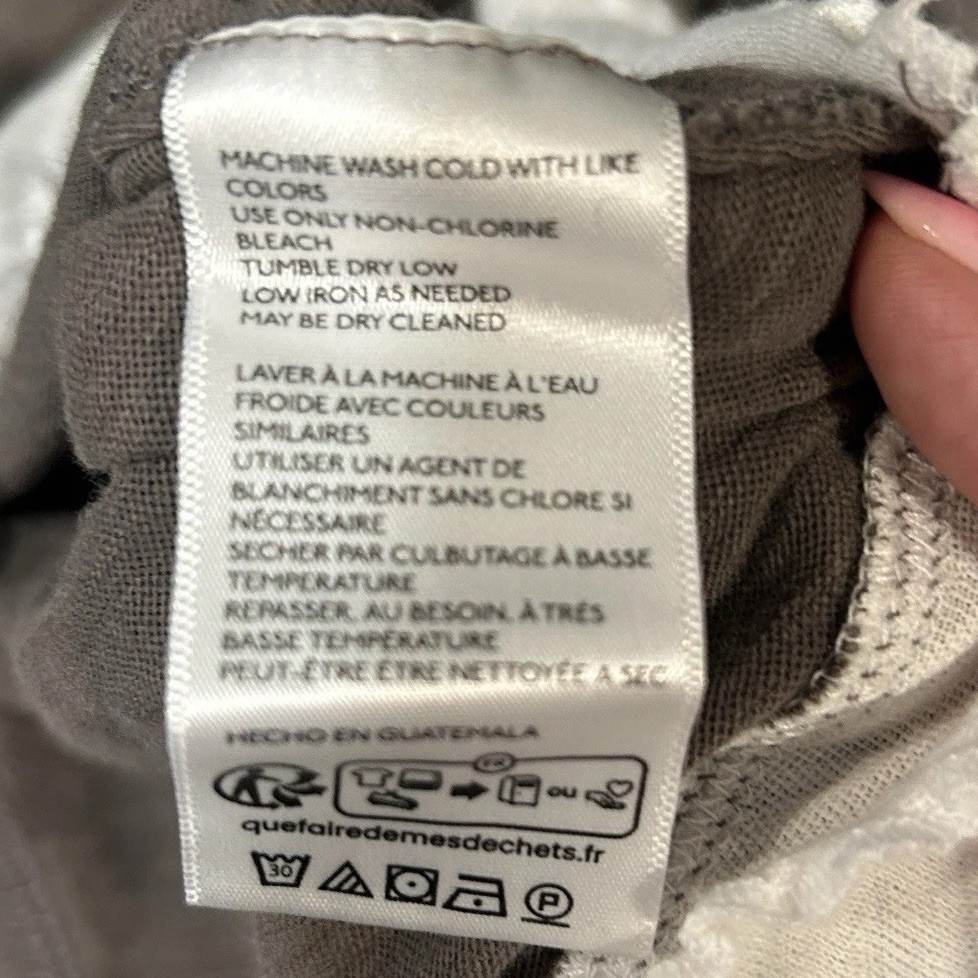 MACHINE WASH COLD WITH LIKE
COLORS
USE ONLY NON-CHLORINE
BLEACH
TUMBLE DRY LOW
LOW IRON AS NEEDED
MAY BE DRY CLEANED
LAVER À LA MACHINE À L'EAU
FROIDE AVEC COULEURS
SIMILAIRES
UTILISER UN AGENT DE
BLANCHIMENT SANS CHLORE SI
NÉCESSAIRE
SECHER PAR CULBUTAGE À BASSE
TEMPERATURE
REPASSER, AU BESOIN, À TRÉS
BASSE TEMPÉRATURE
PEUT-ÊTRE ÊTRE NETTOYÉE A SEC
HECHO EN GUATEMALA
FR
ou
quefairedemesdechets.fr
30
P